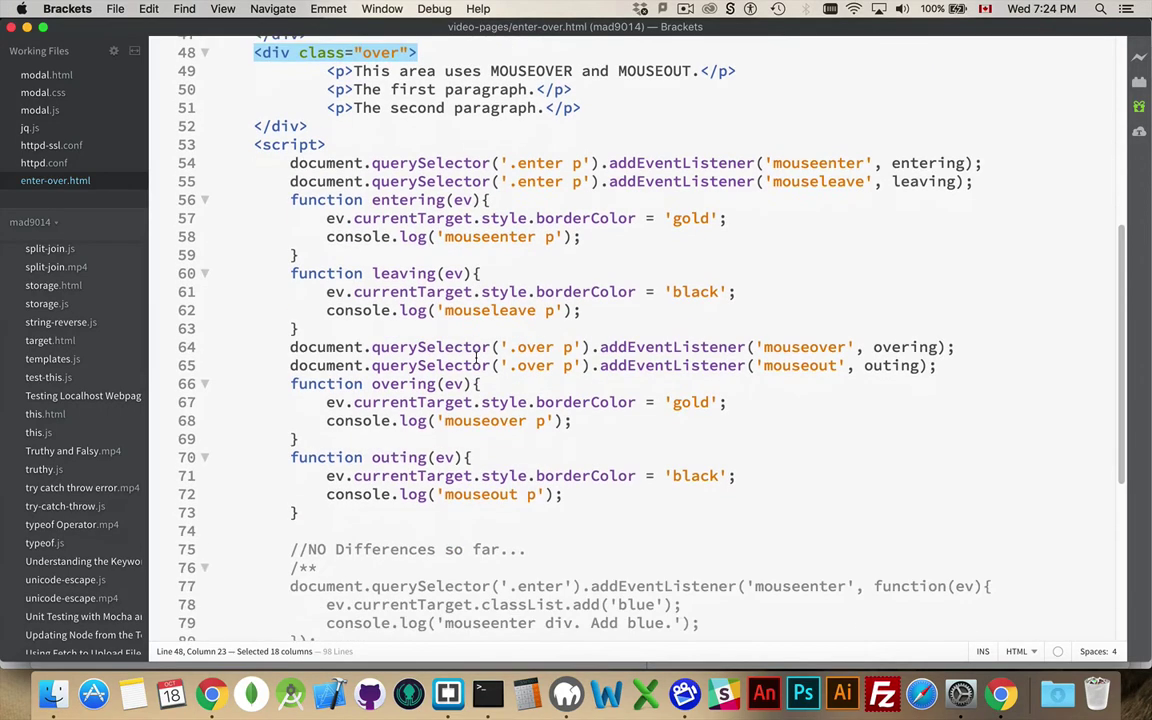 Brackets File Edit Find View Navigate Emmet Window Debug Help 100% Wed 7:24 PM
video-pages/enter-over.html (mad9014) — Brackets
Working Files
modal.html
modal.css
modal.js
jq.js
httpd-ssl.conf
httpd.conf
enter-over.html
mad9014
split-join.js
split-join.mp4
storage.html
storage.js
string-reverse.js
target.html
templates.js
test-this.js
Testing Localhost Webpag
this.html
this.js
Truthy and Falsy.mp4
truthy.js
try catch throw error.mp4
try-catch-throw.js
typeof Operator.mp4
typeof.js
Understanding the Keywo
unicode-escape.js
unicode-escape.mp4
Unit Testing with Mocha an
Updating Node from the Te
Using Fetch to Upload File
48 <div class="over">
49 <p>This area uses MOUSEOVER and MOUSEOUT.</p>
50 <p>The first paragraph.</p>
51 <p>The second paragraph.</p>
52 </div>
53 <script>
54 document.querySelector('.enter p').addEventListener('mouseenter', entering);
55 document.querySelector('.enter p').addEventListener('mouseleave', leaving);
56 function entering(ev){
57 ev.currentTarget.style.borderColor = 'gold';
58 console.log('mouseenter p');
59 }
60 function leaving(ev){
61 ev.currentTarget.style.borderColor = 'black';
62 console.log('mouseleave p');
63 }
64 document.querySelector('.over p').addEventListener('mouseover', overing);
65 document.querySelector('.over p').addEventListener('mouseout', outing);
66 function overing(ev){
67 ev.currentTarget.style.borderColor = 'gold';
68 console.log('mouseover p');
69 }
70 function outing(ev){
71 ev.currentTarget.style.borderColor = 'black';
72 console.log('mouseout p');
73 }
74
75 //NO Differences so far...
76 /**
77 document.querySelector('.enter').addEventListener('mouseenter', function(ev){
78 ev.currentTarget.classList.add('blue');
79 console.log('mouseenter div. Add blue.');
80 });
Line 48, Column 23 — Selected 18 columns — 98 Lines INS HTML Spaces: 4
OCT 18 An Ps Ai Fz